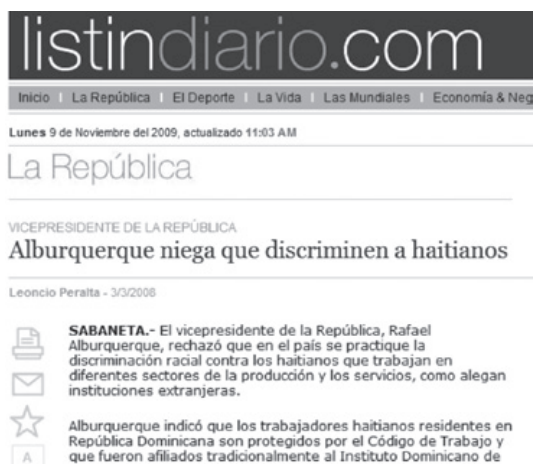 listindiario.com
Inicio | La República | El Deporte | La Vida | Las Mundiales | Economía & Neg
Lunes 9 de Noviembre del 2009, actualizado 11:03 AM
La República
VICEPRESIDENTE DE LA REPÚBLICA
Alburquerque niega que discriminen a haitianos
Leoncio Peralta - 3/3/2008
SABANETA.- El vicepresidente de la República, Rafael
Alburquerque, rechazó que en el país se practique la
discriminación racial contra los haitianos que trabajan en
diferentes sectores de la producción y los servicios, como alegan
instituciones extranjeras.
Alburquerque indicó que los trabajadores haitianos residentes en
República Dominicana son protegidos por el Código de Trabajo y
A
que fueron afiliados tradicionalmente al Instituto Dominicano de